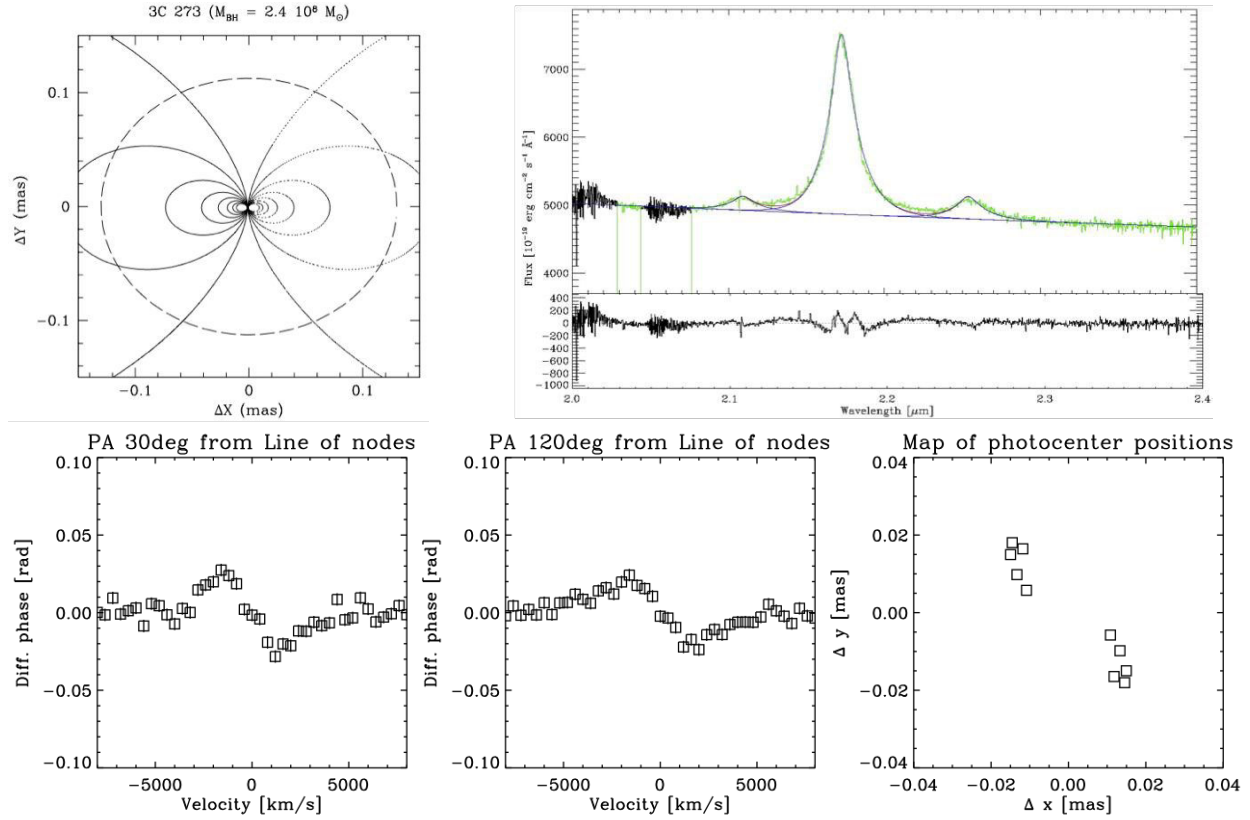 3C 273 (M_BH = 2.4 10⁸ M_⊙)
0.1
0
−0.1
ΔY (mas)
−0.1 0 0.1
ΔX (mas)
7000
6000
5000
4000
Flux [10⁻¹⁸ erg cm⁻² s⁻¹ Å⁻¹]
400
200
0
−200
−400
−600
−800
−1000
2.0 2.1 2.2 2.3 2.4
Wavelength [μm]
PA 30deg from Line of nodes
0.10
0.05
0.00
−0.05
−0.10
Diff. phase [rad]
−5000 0 5000
Velocity [km/s]
PA 120deg from Line of nodes
0.10
0.05
0.00
−0.05
−0.10
Diff. phase [rad]
−5000 0 5000
Velocity [km/s]
Map of photocenter positions
0.04
0.02
0.00
−0.02
−0.04
Δ y [mas]
−0.04 −0.02 0.00 0.02 0.04
Δ x [mas]